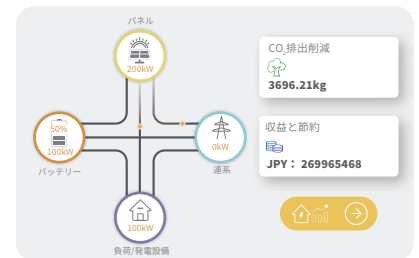 パネル
200kW
50%
100kW
バッテリー
0kW
連系
100kW
負荷/発電設備
CO₂排出削減
3696.21kg
収益と節約
JPY： 269965468